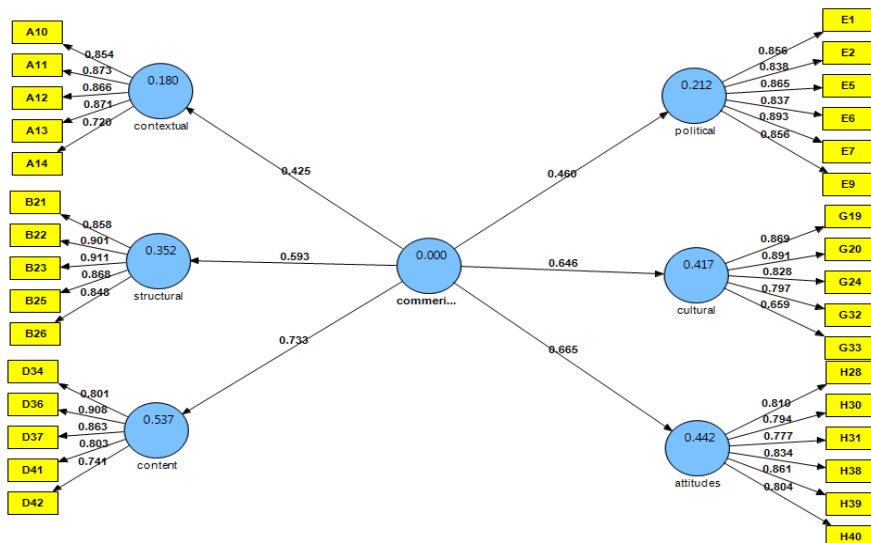 A10
A11
A12
A13
A14
0.854
0.873
0.866
0.871
0.720
0.180
contextual
0.425
B21
B22
B23
B25
B26
0.858
0.901
0.911
0.868
0.848
0.352
structural
0.593
D34
D36
D37
D41
D42
0.801
0.908
0.863
0.803
0.741
0.537
content
0.733
0.000
commeri...
0.460
0.212
political
0.856
0.838
0.865
0.837
0.893
0.856
E1
E2
E5
E6
E7
E9
0.646
0.417
cultural
0.869
0.891
0.828
0.797
0.659
G19
G20
G24
G32
G33
0.665
0.442
attitudes
0.810
0.794
0.777
0.834
0.861
0.804
H28
H30
H31
H38
H39
H40